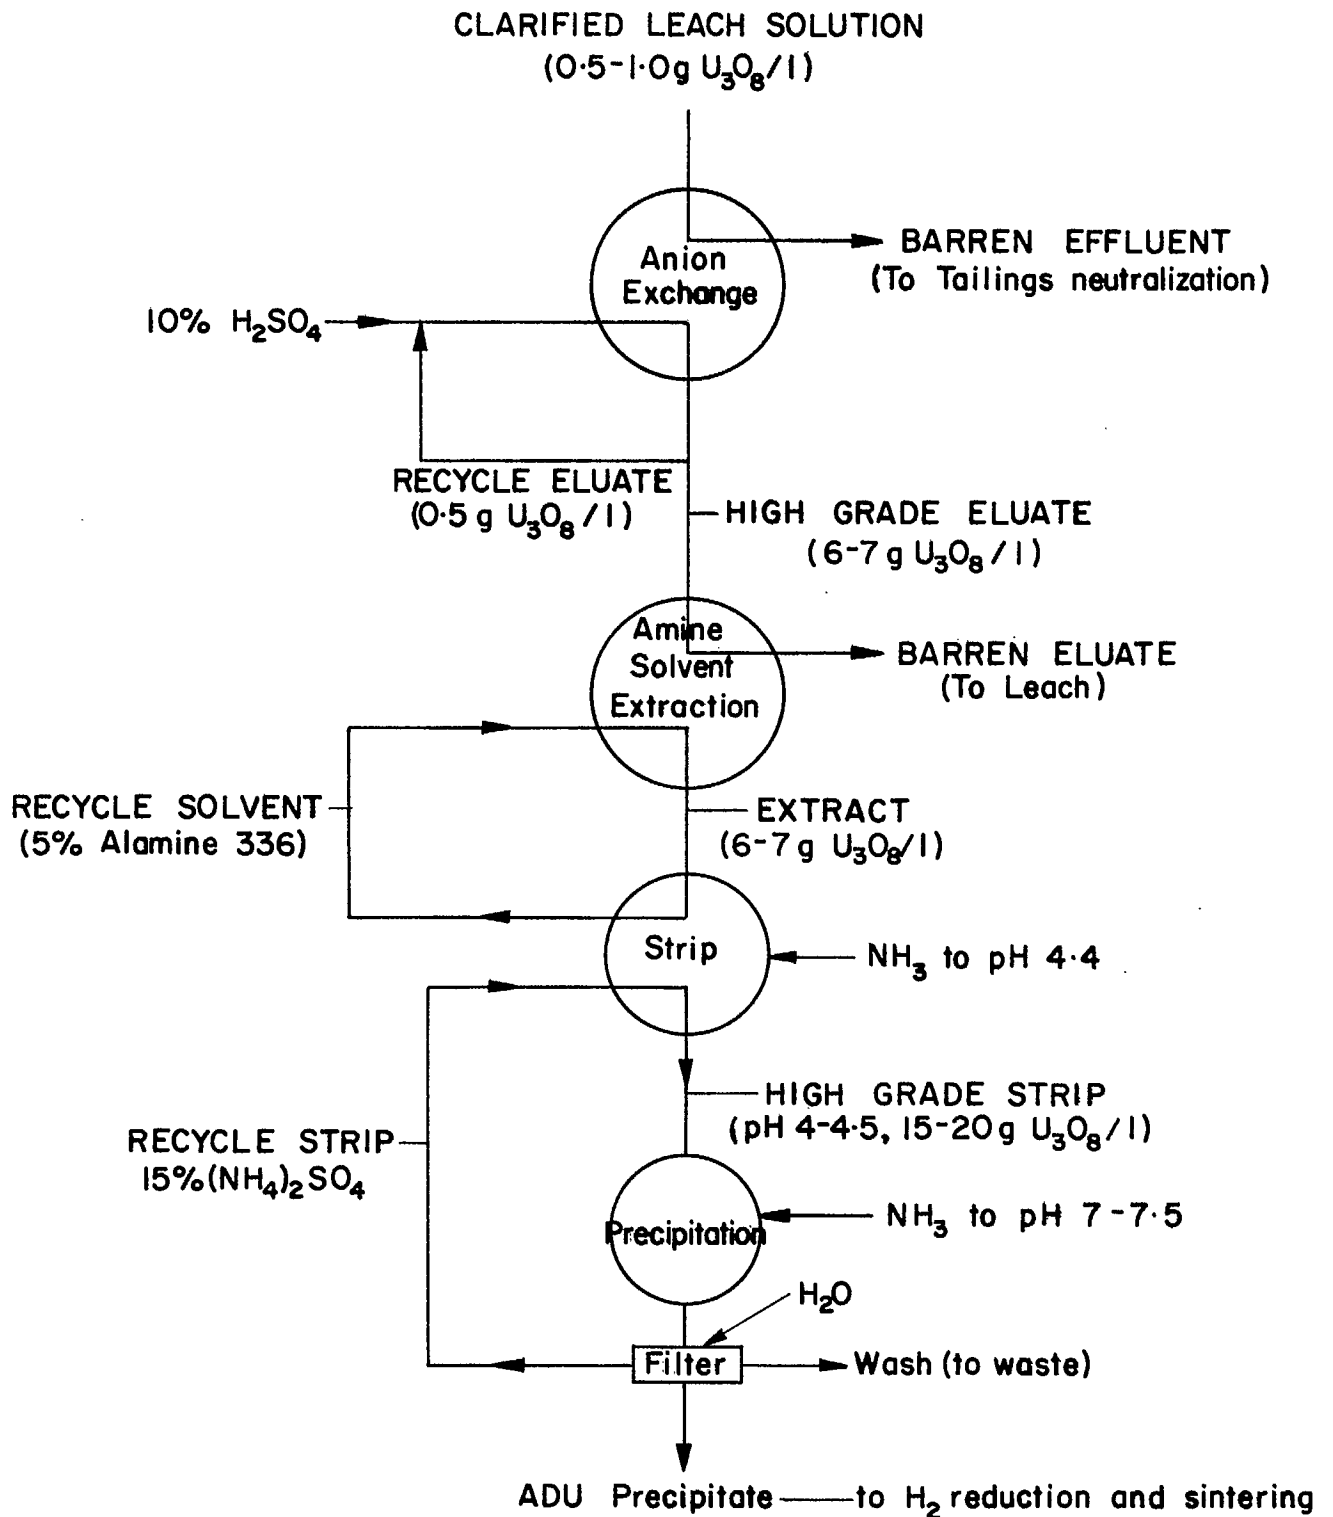 CLARIFIED LEACH SOLUTION
(0·5-1·0g U₃O₈/l)
Anion
Exchange
BARREN EFFLUENT
(To Tailings neutralization)
10% H₂SO₄
RECYCLE ELUATE
(0·5 g U₃O₈/l)
HIGH GRADE ELUATE
(6-7 g U₃O₈/l)
Amine
Solvent
Extraction
BARREN ELUATE
(To Leach)
RECYCLE SOLVENT
(5% Alamine 336)
EXTRACT
(6-7 g U₃O₈/l)
Strip
NH₃ to pH 4·4
HIGH GRADE STRIP
(pH 4-4·5, 15-20g U₃O₈/l)
RECYCLE STRIP
15%(NH₄)₂SO₄
Precipitation
NH₃ to pH 7-7·5
H₂O
Filter
Wash (to waste)
ADU Precipitate — to H₂ reduction and sintering